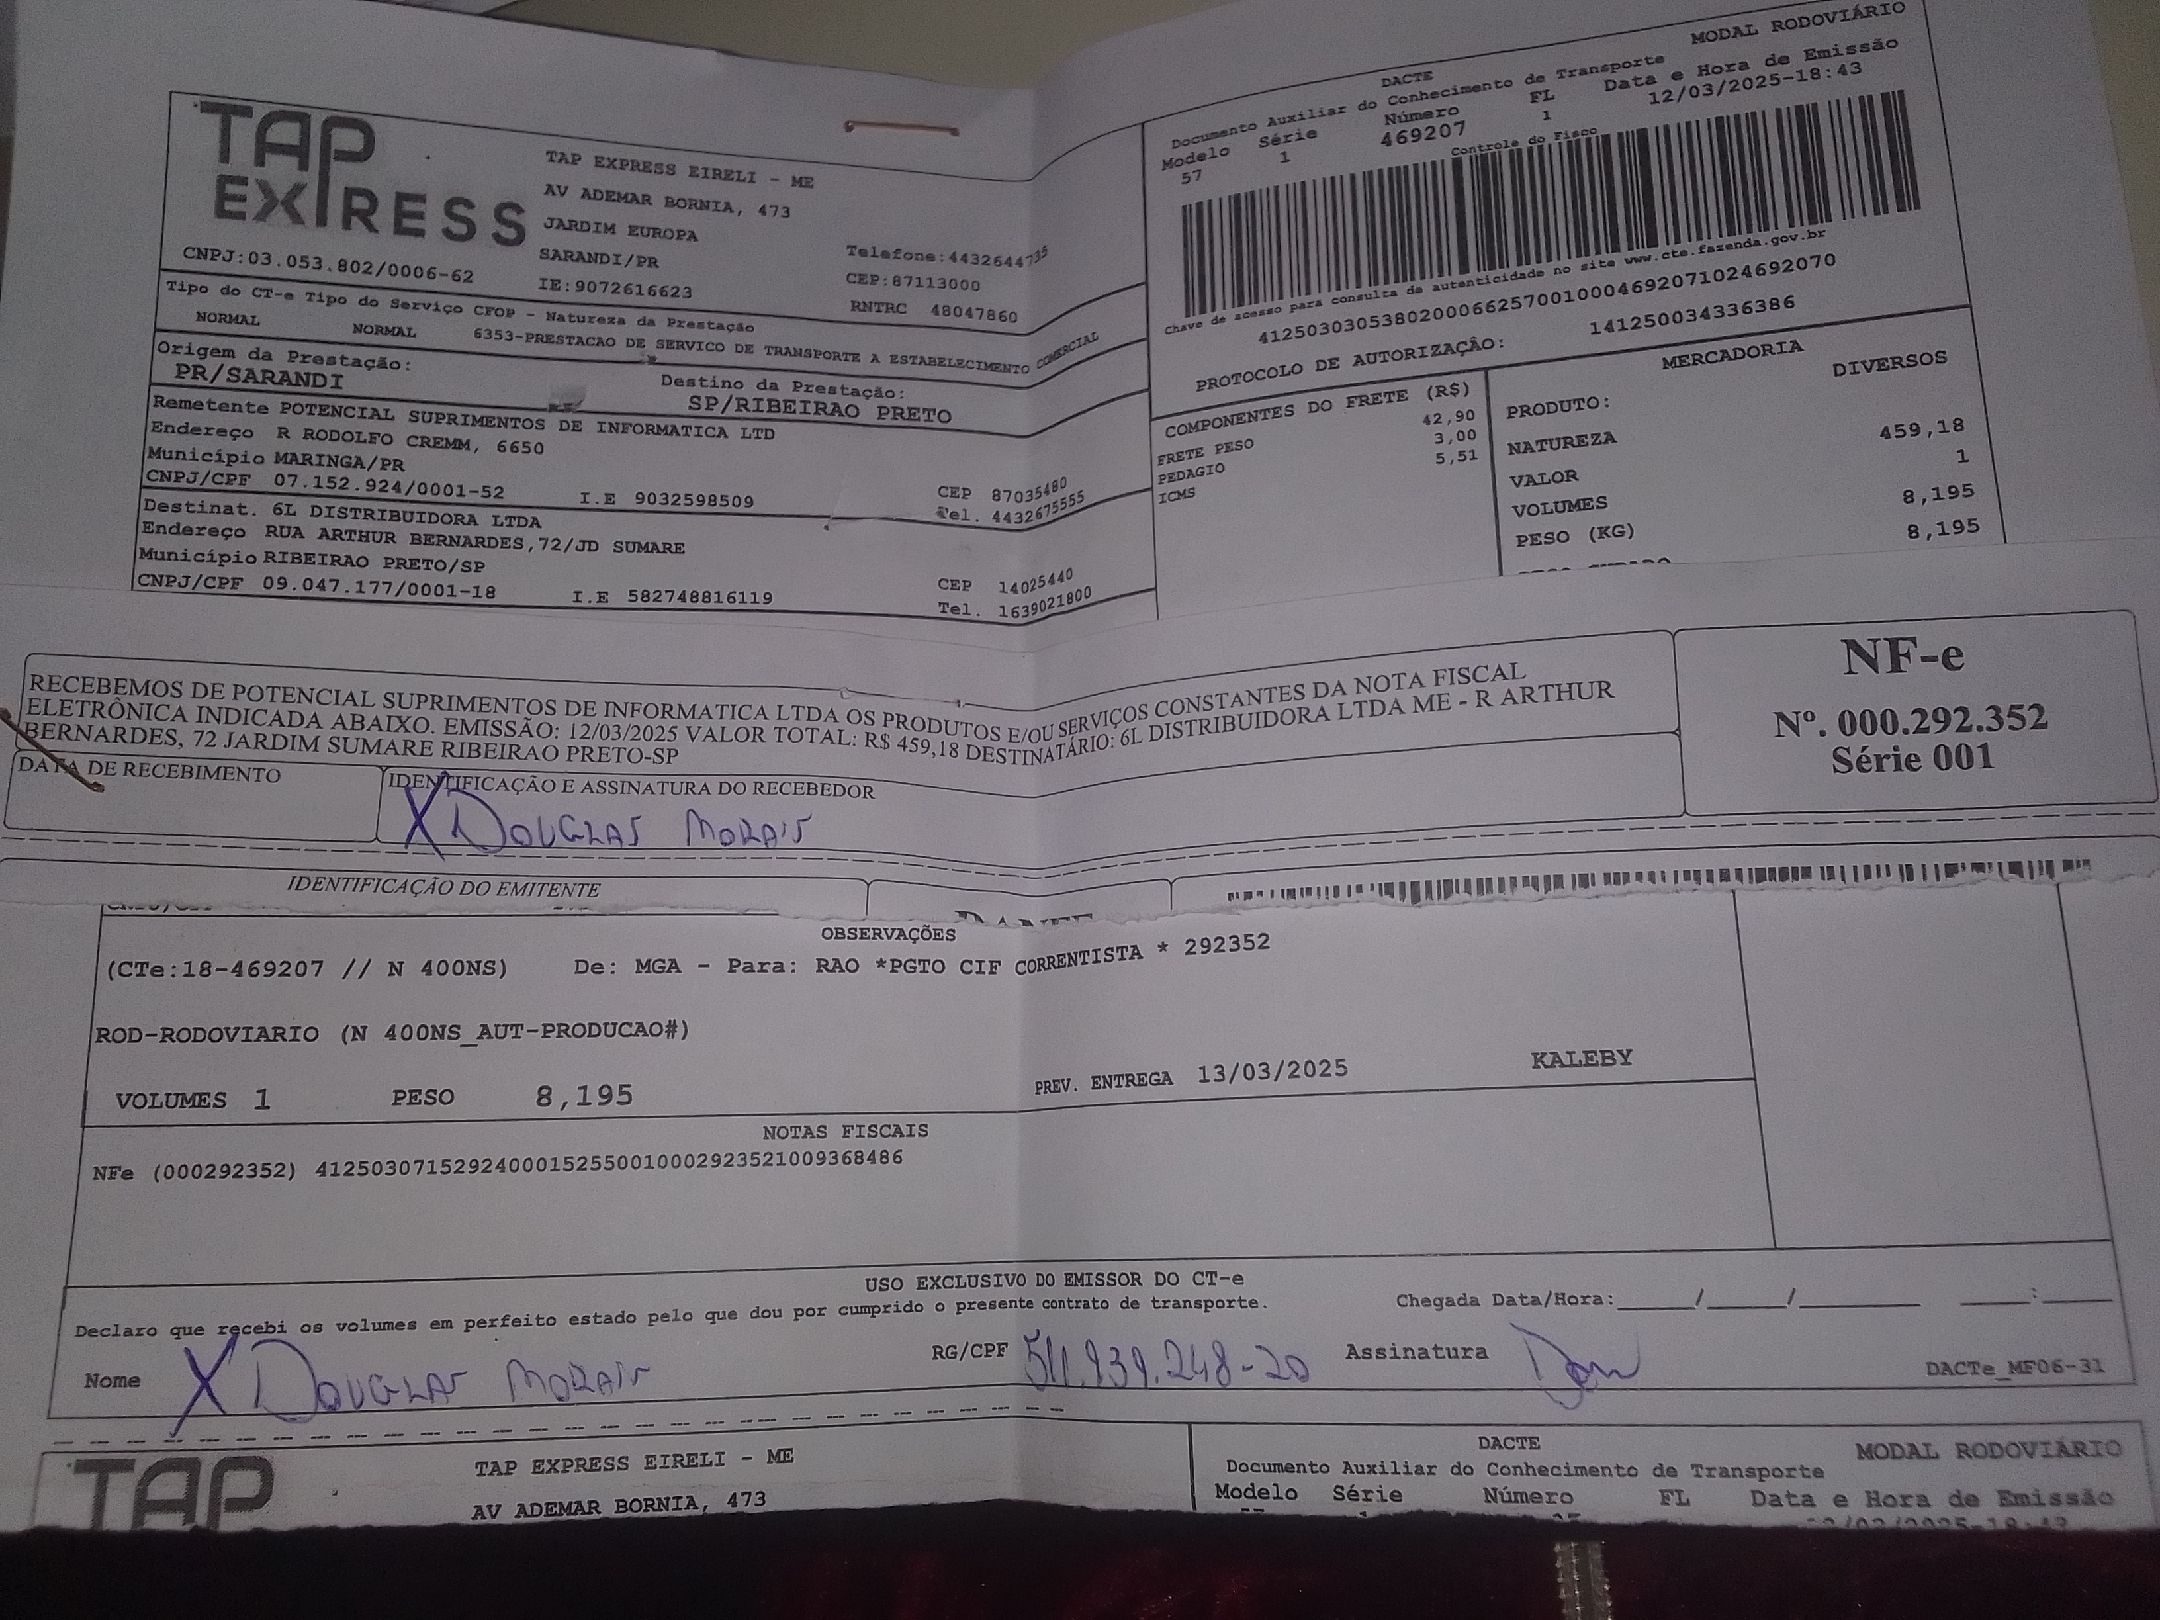 TAP
EXPRESS
TAP EXPRESS EIRELI - ME
AV ADEMAR BORNIA, 473
JARDIM EUROPA
SARANDI/PR
IE:9072616623
Telefone:4432644735
CEP:87113000
RNTRC 48047860
CNPJ:03.053.802/0006-62
Tipo do CT-e Tipo do Serviço CFOP - Natureza da Prestação
NORMAL NORMAL 6353-PRESTACAO DE SERVICO DE TRANSPORTE A ESTABELECIMENTO COMERCIAL
Origem da Prestação:
PR/SARANDI
Destino da Prestação:
SP/RIBEIRAO PRETO
Remetente POTENCIAL SUPRIMENTOS DE INFORMATICA LTD
Endereço R RODOLFO CREMM, 6650
Município MARINGA/PR CEP 87035480
CNPJ/CPF 07.152.924/0001-52 I.E 9032598509 Tel. 4432675555
Destinat. 6L DISTRIBUIDORA LTDA
Endereço RUA ARTHUR BERNARDES,72/JD SUMARE
Município RIBEIRAO PRETO/SP CEP 14025440
CNPJ/CPF 09.047.177/0001-18 I.E 582748816119 Tel. 1639021800
DACTE MODAL RODOVIÁRIO
Documento Auxiliar do Conhecimento de Transporte
Modelo Série Número FL Data e Hora de Emissão
57 1 469207 1 12/03/2025-18:43
Controle do Fisco
Chave de acesso para consulta da autenticidade no site www.cte.fazenda.gov.br
41250303053802000662570010004692071024692070
PROTOCOLO DE AUTORIZAÇÂO: 141250034336386
COMPONENTES DO FRETE (R$)
FRETE PESO 42,90
PEDAGIO 3,00
ICMS 5,51
MERCADORIA
PRODUTO: DIVERSOS
NATUREZA
VALOR 459,18
VOLUMES 1
PESO (KG) 8,195
8,195
RECEBEMOS DE POTENCIAL SUPRIMENTOS DE INFORMATICA LTDA OS PRODUTOS E/OU SERVIÇOS CONSTANTES DA NOTA FISCAL
ELETRÔNICA INDICADA ABAIXO. EMISSÃO: 12/03/2025 VALOR TOTAL: R$ 459,18 DESTINATÁRIO: 6L DISTRIBUIDORA LTDA ME - R ARTHUR
BERNARDES, 72 JARDIM SUMARE RIBEIRAO PRETO-SP
DATA DE RECEBIMENTO
IDENTIFICAÇÃO E ASSINATURA DO RECEBEDOR
X DOUGLAS MORAIS
NF-e
Nº. 000.292.352
Série 001
IDENTIFICAÇÃO DO EMITENTE
OBSERVAÇÕES
(CTe:18-469207 // N 400NS) De: MGA - Para: RAO *PGTO CIF CORRENTISTA * 292352
ROD-RODOVIARIO (N 400NS_AUT-PRODUCAO#)
VOLUMES 1 PESO 8,195 PREV. ENTREGA 13/03/2025 KALEBY
NOTAS FISCAIS
NFe (000292352) 41250307152924000152550010002923521009368486
USO EXCLUSIVO DO EMISSOR DO CT-e
Declaro que recebi os volumes em perfeito estado pelo que dou por cumprido o presente contrato de transporte. Chegada Data/Hora:_____/_____/_________ _____:_____
Nome X DOUGLAS MORAIS RG/CPF Assinatura
DACTe_MF06-31
TAP
TAP EXPRESS EIRELI - ME
AV ADEMAR BORNIA, 473
DACTE MODAL RODOVIÁRIO
Documento Auxiliar do Conhecimento de Transporte
Modelo Série Número FL Data e Hora de Emissão